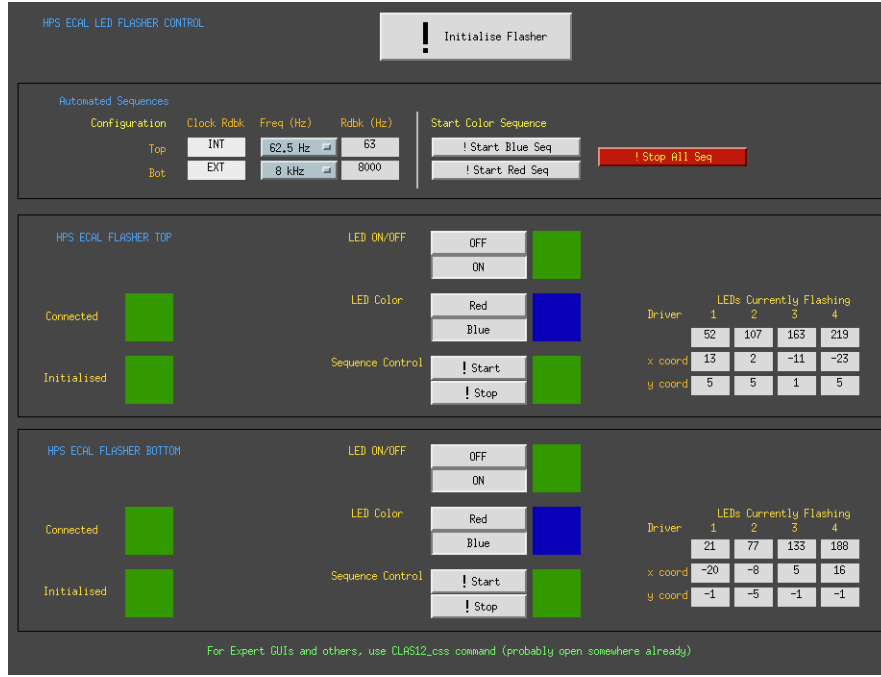 HPS ECAL LED FLASHER CONTROL
! Initialise Flasher
Automated Sequences
Configuration Clock Rdbk Freq (Hz) Rdbk (Hz) Start Color Sequence
Top INT 62.5 Hz 63 !Start Blue Seq
!Stop All Seq
Bot EXT 8 kHz 8000 !Start Red Seq
HPS ECAL FLASHER TOP
LED ON/OFF OFF
ON
LED Color Red
Blue
Connected
Sequence Control ! Start
! Stop
Initialised
LEDs Currently Flashing
Driver 1 2 3 4
52 107 163 219
x coord 13 2 -11 -23
y coord 5 5 1 5
HPS ECAL FLASHER BOTTOM
LED ON/OFF OFF
ON
LED Color Red
Blue
Connected
Sequence Control ! Start
! Stop
Initialised
LEDs Currently Flashing
Driver 1 2 3 4
21 77 133 188
x coord -20 -8 5 16
y coord -1 -5 -1 -1
For Expert GUIs and others, use CLAS12_css command (probably open somewhere already)